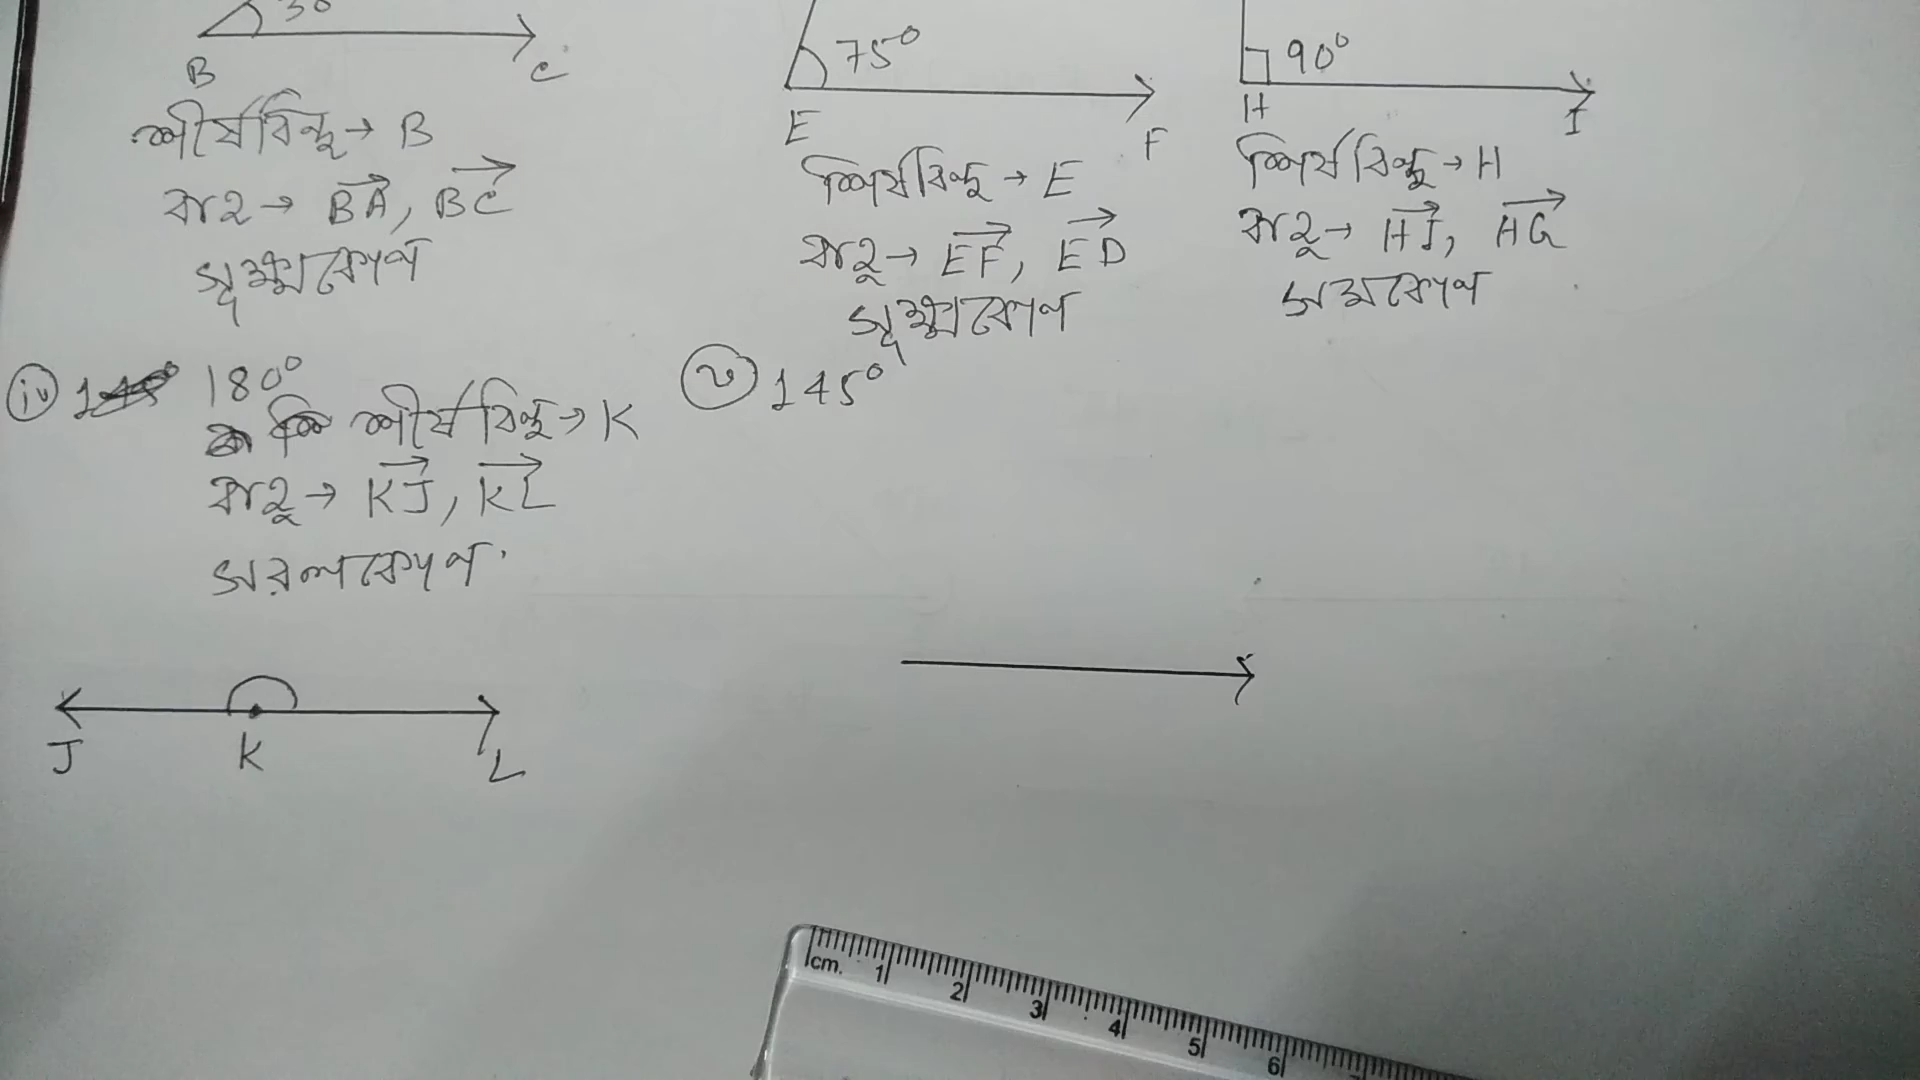 30
B
C
শীর্ষবিন্দু → B
বাহু → BA, BC
সূক্ষ্মকোণ
75°
E
F
শির্ষবিন্দু → E
বাহু → EF, ED
সূক্ষ্মকোণ
90°
H
I
শির্ষবিন্দু → H
বাহু → HI, HG
সমকোণ
iv
180°
শীর্ষবিন্দু → K
বাহু → KJ, KL
সরলকোণ
J
K
L
v 145°
cm. 1 2 3 4 5 6